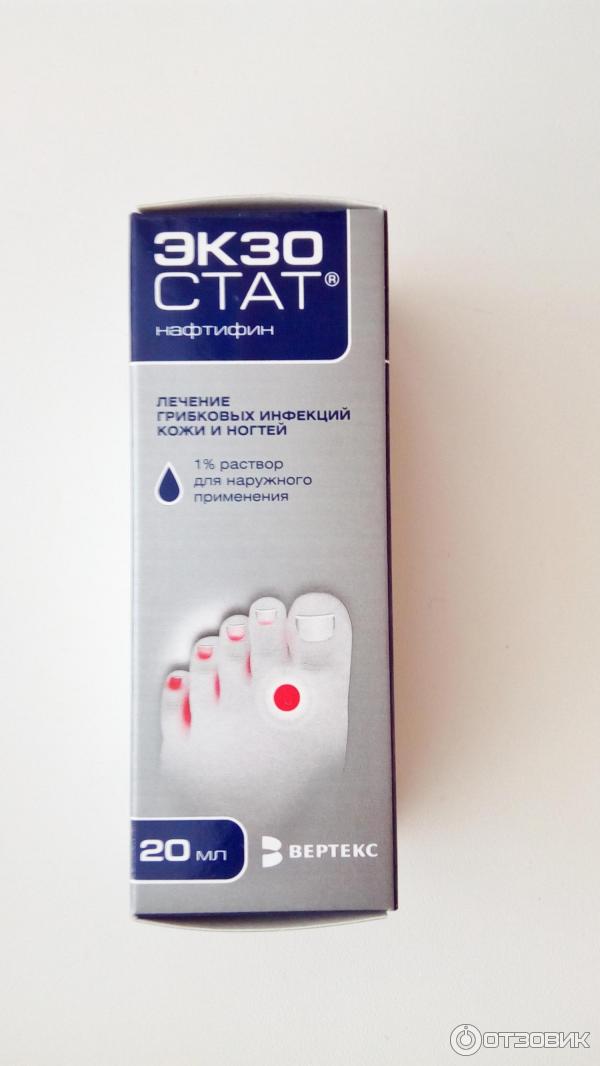 ЭКЗО
СТАТ®
нафтифин
ЛЕЧЕНИЕ
ГРИБКОВЫХ ИНФЕКЦИЙ
КОЖИ И НОГТЕЙ
1% раствор
для наружного
применения
20 мл
ВЕРТЕКС
ОТЗОВИК